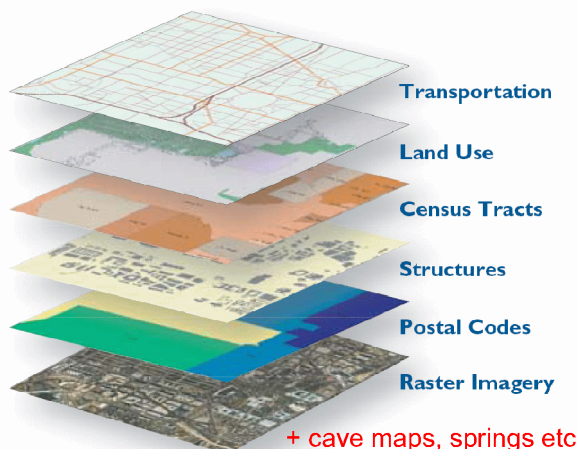 Transportation
Land Use
Census Tracts
Structures
Postal Codes
Raster Imagery
+ cave maps, springs etc